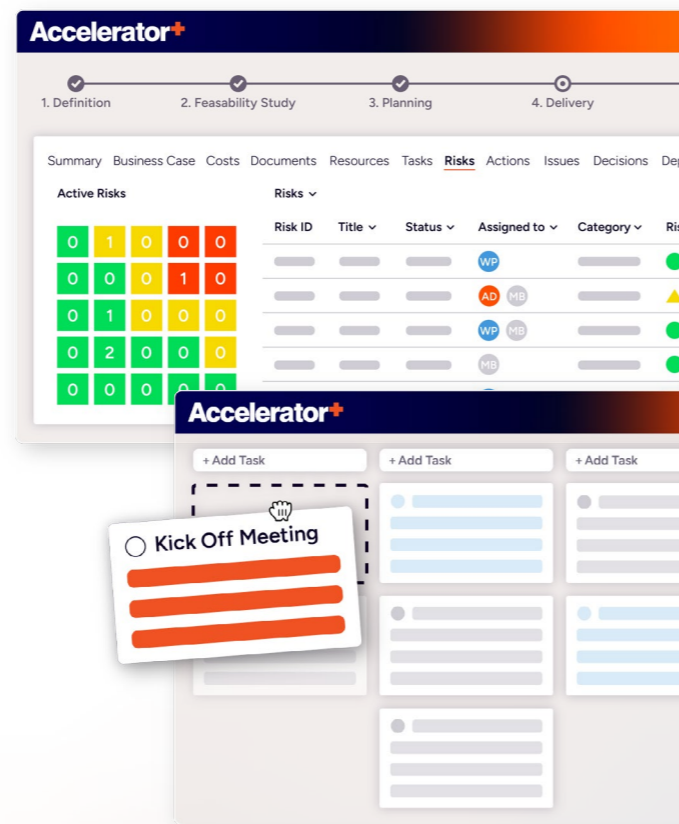 Accelerator+
1. Definition 2. Feasability Study 3. Planning 4. Delivery
Summary Business Case Costs Documents Resources Tasks Risks Actions Issues Decisions
Active Risks Risks
Risk ID Title Status Assigned to Category
0 1 0 0 0
WP
0 0 0 1 0
AD MB
0 1 0 0 0
WP MB
0 2 0 0 0
MB
0 0 0 0 0
Accelerator+
+ Add Task + Add Task + Add Task
Kick Off Meeting